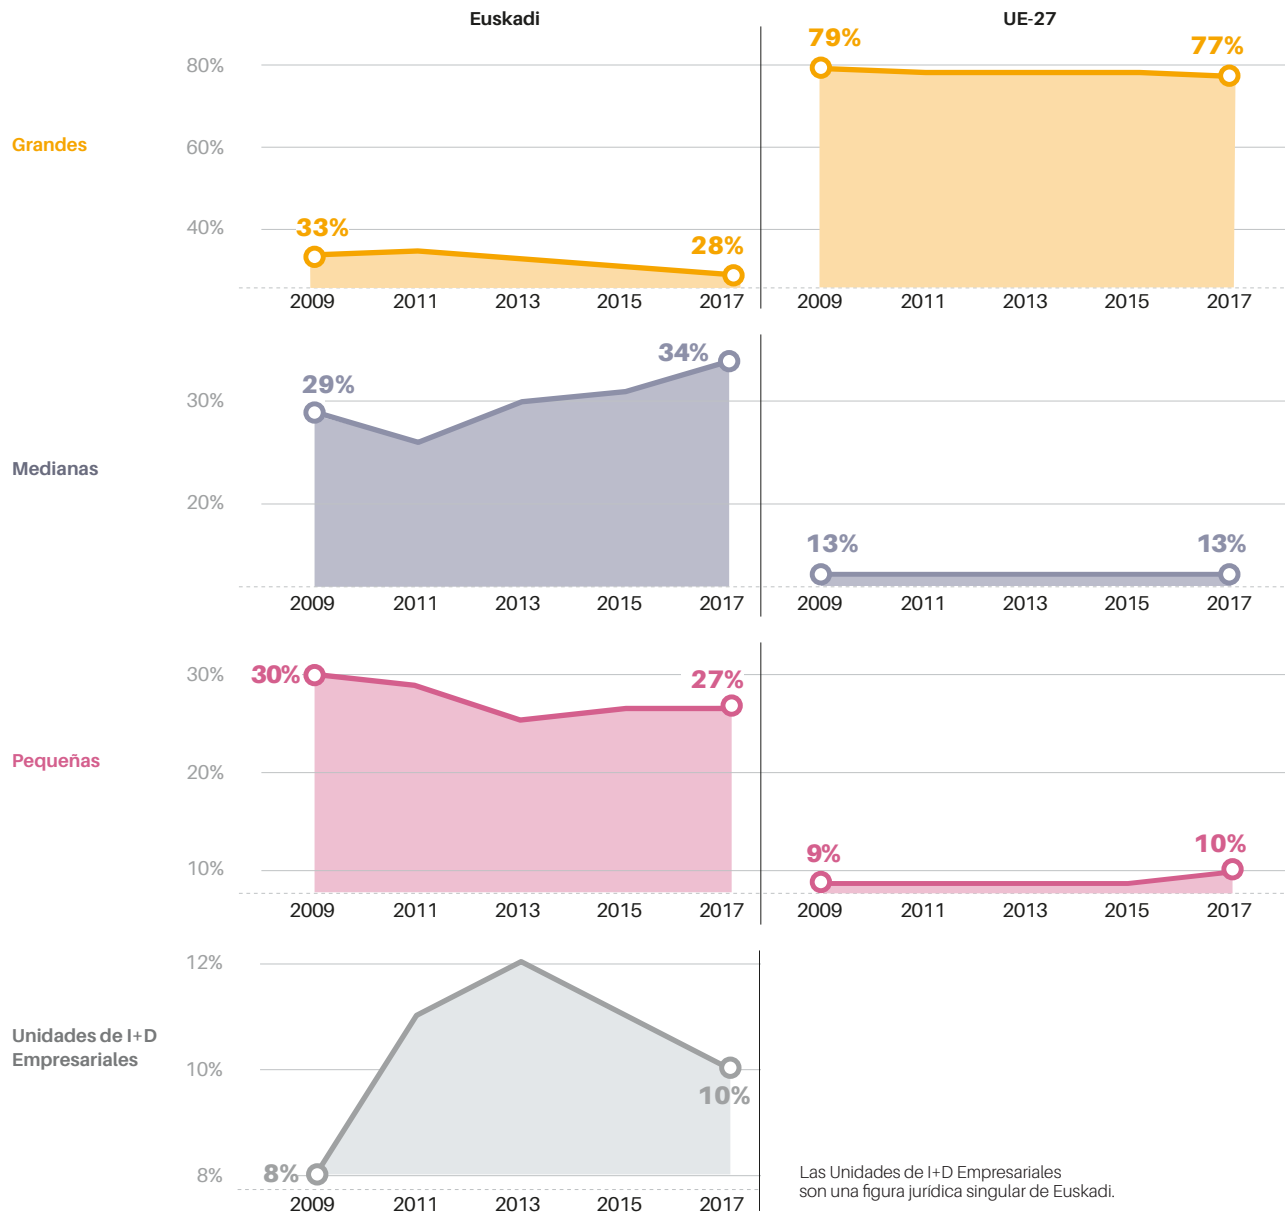 Euskadi
UE-27
Grandes
80%
60%
40%
33%
28%
79%
77%
2009 2011 2013 2015 2017
2009 2011 2013 2015 2017
Medianas
30%
20%
29%
34%
13%
13%
2009 2011 2013 2015 2017
2009 2011 2013 2015 2017
Pequeñas
30%
20%
10%
30%
27%
9%
10%
2009 2011 2013 2015 2017
2009 2011 2013 2015 2017
Unidades de I+D
Empresariales
12%
10%
8%
8%
10%
2009 2011 2013 2015 2017
Las Unidades de I+D Empresariales
son una figura jurídica singular de Euskadi.